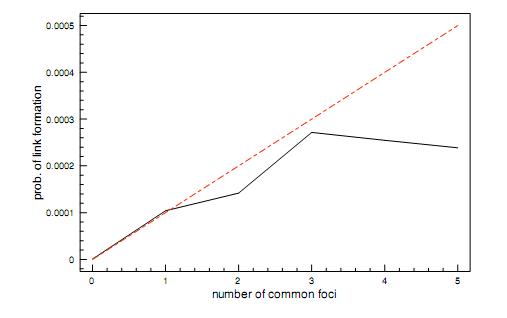 prob. of link formation
0.0005
0.0004
0.0003
0.0002
0.0001
0
0 1 2 3 4 5
number of common foci